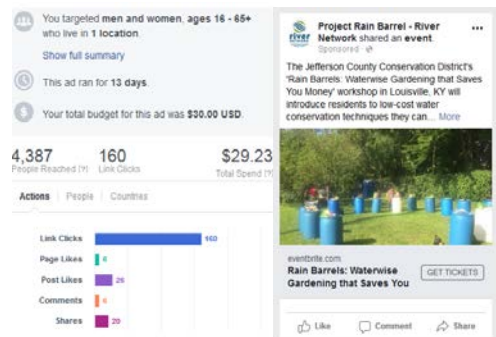 You targeted men and women, ages 16 - 65+
who live in 1 location.
Show full summary
This ad ran for 13 days.
Your total budget for this ad was $30.00 USD.
4,387
People Reached [?]
160
Link Clicks
$29.23
Total Spend [?]
Actions
People
Countries
Link Clicks 160
Page Likes 6
Post Likes 26
Comments 6
Shares 20
Project Rain Barrel - River
Network shared an event.
Sponsored
river
The Jefferson County Conservation District's
'Rain Barrels: Waterwise Gardening that Saves
You Money' workshop in Louisville, KY will
introduce residents to low-cost water
conservation techniques they can... More
eventbrite.com
Rain Barrels: Waterwise
Gardening that Saves You
GET TICKETS
Like
Comment
Share